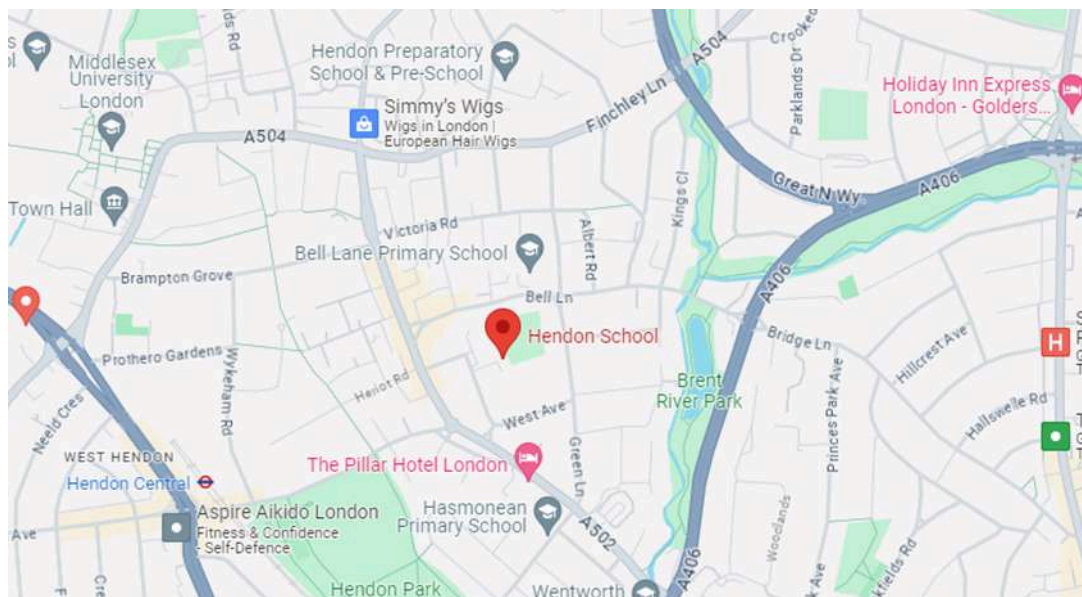 Middlesex
University
London
Hendon Preparatory
School & Pre-School
Simmy's Wigs
Wigs in London |
European Hair Wigs
A504
Finchley Ln
A504
Crooked
Parklands Dr
Holiday Inn Express
London - Golders...
Great N Wy.
A406
Kings Cl
Town Hall
Victoria Rd
Albert Rd
Bell Lane Primary School
Brampton Grove
Bell Ln
A406
Bridge Ln
Hendon School
Prothero Gardens
Wykeham Rd
Heriot Rd
Hillcrest Ave
Princes Park Ave
Hallswelle Rd
Brent
River Park
Neeld Cres
West Ave
WEST HENDON
Hendon Central
The Pillar Hotel London
Green Ln
Aspire Aikido London
Fitness & Confidence
- Self-Defence
Hasmonean
Primary School
A502
Woodlands
Hendon Park
Wentworth
A406
H